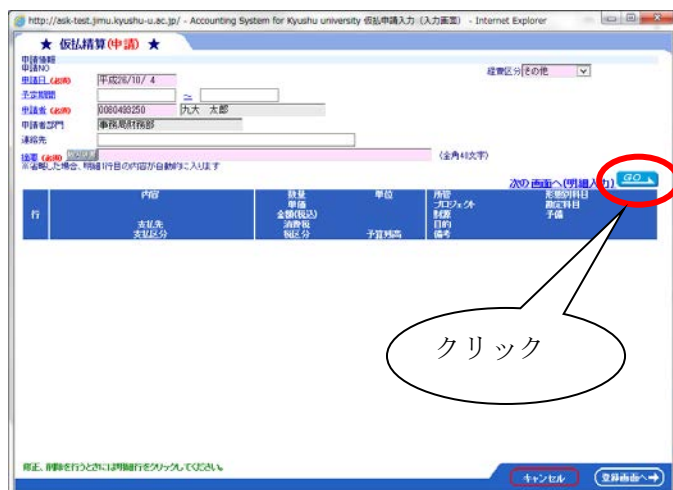 http://ask-test.jimu.kyushu-u.ac.jp/ - Accounting System for Kyushu university 仮払申請入力 (入力画面) - Internet Explorer
★ 仮払精算(申請) ★
申請情報
申請NO
経費区分 その他
申請日 (必須) 平成26/10/ 4
予定期間 ～
申請者 (必須) 0080493250 九大 太郎
申請者部門 事務局財務部
連絡先
摘要 (必須) (全角40文字)
※省略した場合、明細1行目の内容が自動的に入ります
次の画面へ(明細入力) GO
行 内容 数量 単位 所管 形態別科目
単価 プロジェクト 勘定科目
金額(税込) 財源 予備
支払先 消費税 目的
支払区分 税区分 予算残高 備考
クリック
修正、削除を行うときには明細行をクリックしてください。
キャンセル 登録画面へ→